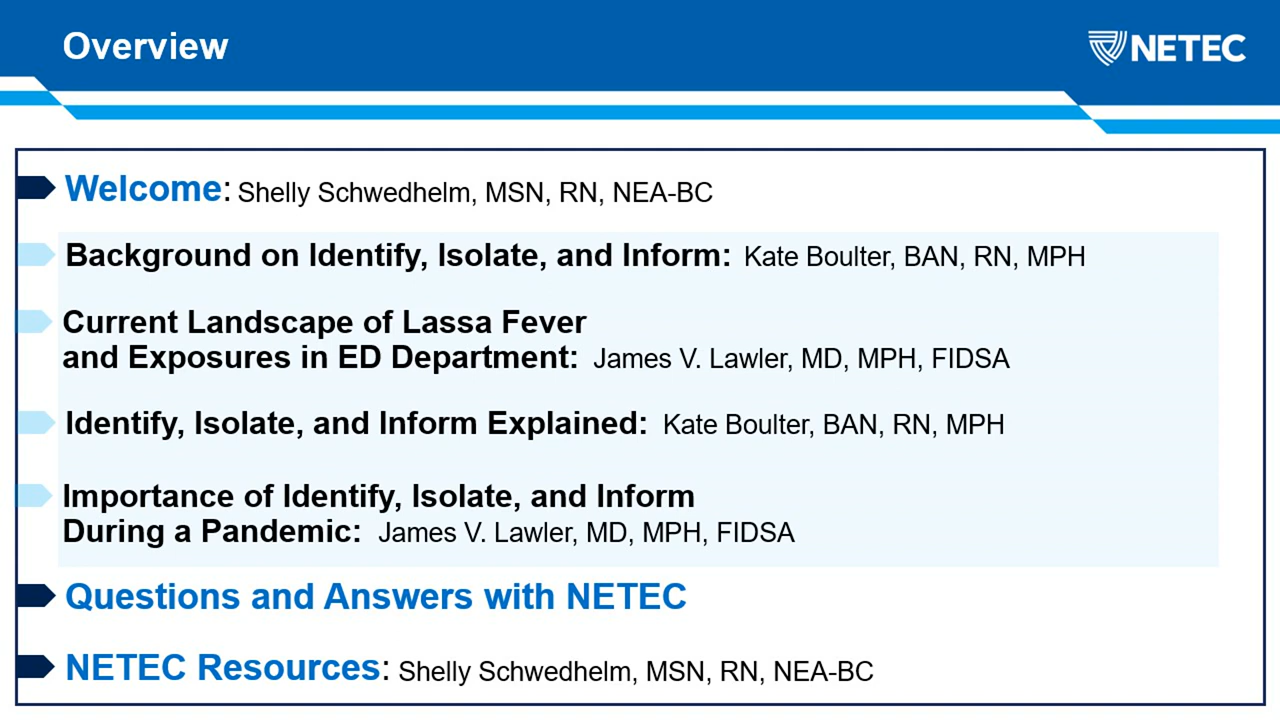 Overview
NETEC
Welcome: Shelly Schwedhelm, MSN, RN, NEA-BC
Background on Identify, Isolate, and Inform: Kate Boulter, BAN, RN, MPH
Current Landscape of Lassa Fever
and Exposures in ED Department: James V. Lawler, MD, MPH, FIDSA
Identify, Isolate, and Inform Explained: Kate Boulter, BAN, RN, MPH
Importance of Identify, Isolate, and Inform
During a Pandemic: James V. Lawler, MD, MPH, FIDSA
Questions and Answers with NETEC
NETEC Resources: Shelly Schwedhelm, MSN, RN, NEA-BC